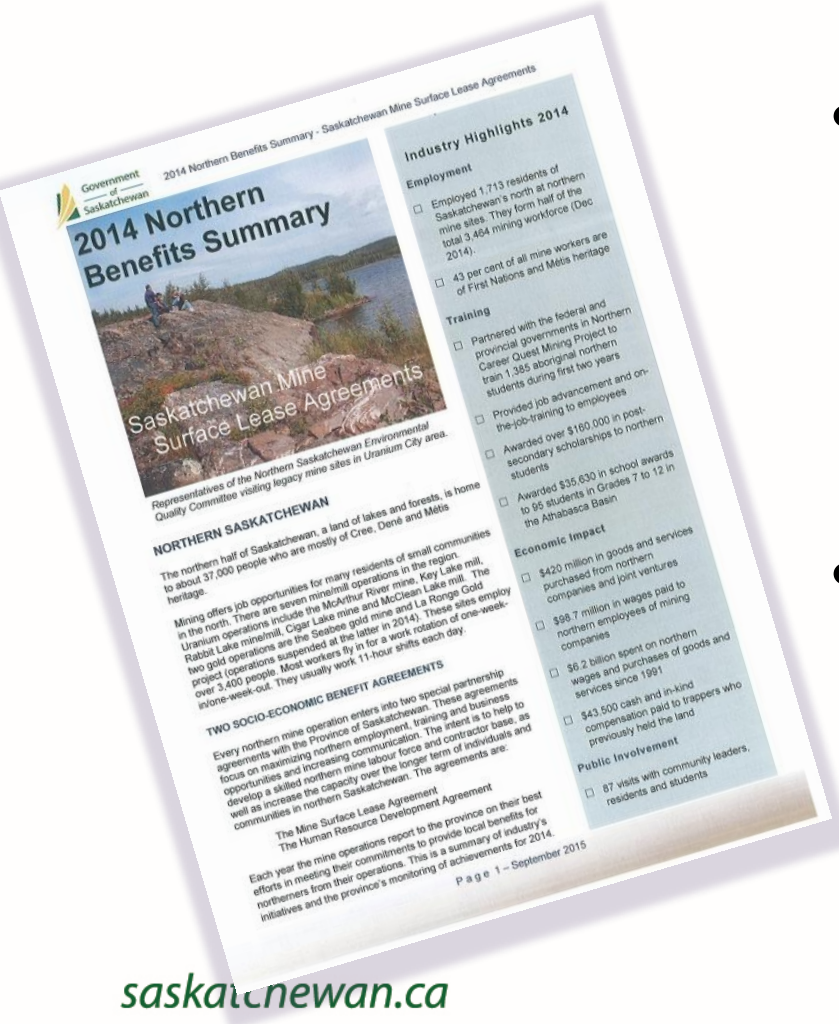 Government
of
Saskatchewan
2014 Northern Benefits Summary - Saskatchewan Mine Surface Lease Agreements
2014 Northern
Benefits Summary
Saskatchewan Mine
Surface Lease Agreements
Representatives of the Northern Saskatchewan Environmental
Quality Committee visiting legacy mine sites in Uranium City area.
NORTHERN SASKATCHEWAN
The northern half of Saskatchewan, a land of lakes and forests, is home
to about 37,000 people who are mostly of Cree, Dené and Métis
heritage.
Mining offers job opportunities for many residents of small communities
in the north. There are seven mine/mill operations in the region.
Uranium operations include the McArthur River mine, Key Lake mill,
Rabbit Lake mine/mill, Cigar Lake mine and McClean Lake mill. The
two gold operations are the Seabee gold mine and La Ronge Gold
project (operations suspended at the latter in 2014). These sites employ
over 3,400 people. Most workers fly in for a work rotation of one-week-
in/one-week-out. They usually work 11-hour shifts each day.
TWO SOCIO-ECONOMIC BENEFIT AGREEMENTS
Every northern mine operation enters into two special partnership
agreements with the Province of Saskatchewan. These agreements
focus on maximizing northern employment, training and business
opportunities and increasing communication. The intent is to help to
develop a skilled northern mine labour force and contractor base, as
well as increase the capacity over the longer term of individuals and
communities in northern Saskatchewan. The agreements are:
The Mine Surface Lease Agreement
The Human Resource Development Agreement
Each year the mine operations report to the province on their best
efforts in meeting their commitments to provide local benefits for
northerners from their operations. This is a summary of industry's
initiatives and the province's monitoring of achievements for 2014.
Industry Highlights 2014
Employment
Employed 1,713 residents of
Saskatchewan's north at northern
mine sites. They form half of the
total 3,464 mining workforce (Dec
2014).
43 per cent of all mine workers are
of First Nations and Métis heritage
Training
Partnered with the federal and
provincial governments in Northern
Career Quest Mining Project to
train 1,385 aboriginal northern
students during first two years
Provided job advancement and on-
the-job-training to employees
Awarded over $160,000 in post-
secondary scholarships to northern
students
Awarded $35,630 in school awards
to 95 students in Grades 7 to 12 in
the Athabasca Basin
Economic Impact
$420 million in goods and services
purchased from northern
companies and joint ventures
$98.7 million in wages paid to
northern employees of mining
companies
$6.2 billion spent on northern
wages and purchases of goods and
services since 1991
$43,500 cash and in-kind
compensation paid to trappers who
previously held the land
Public Involvement
87 visits with community leaders,
residents and students
Page 1 – September 2015
saskatchewan.ca